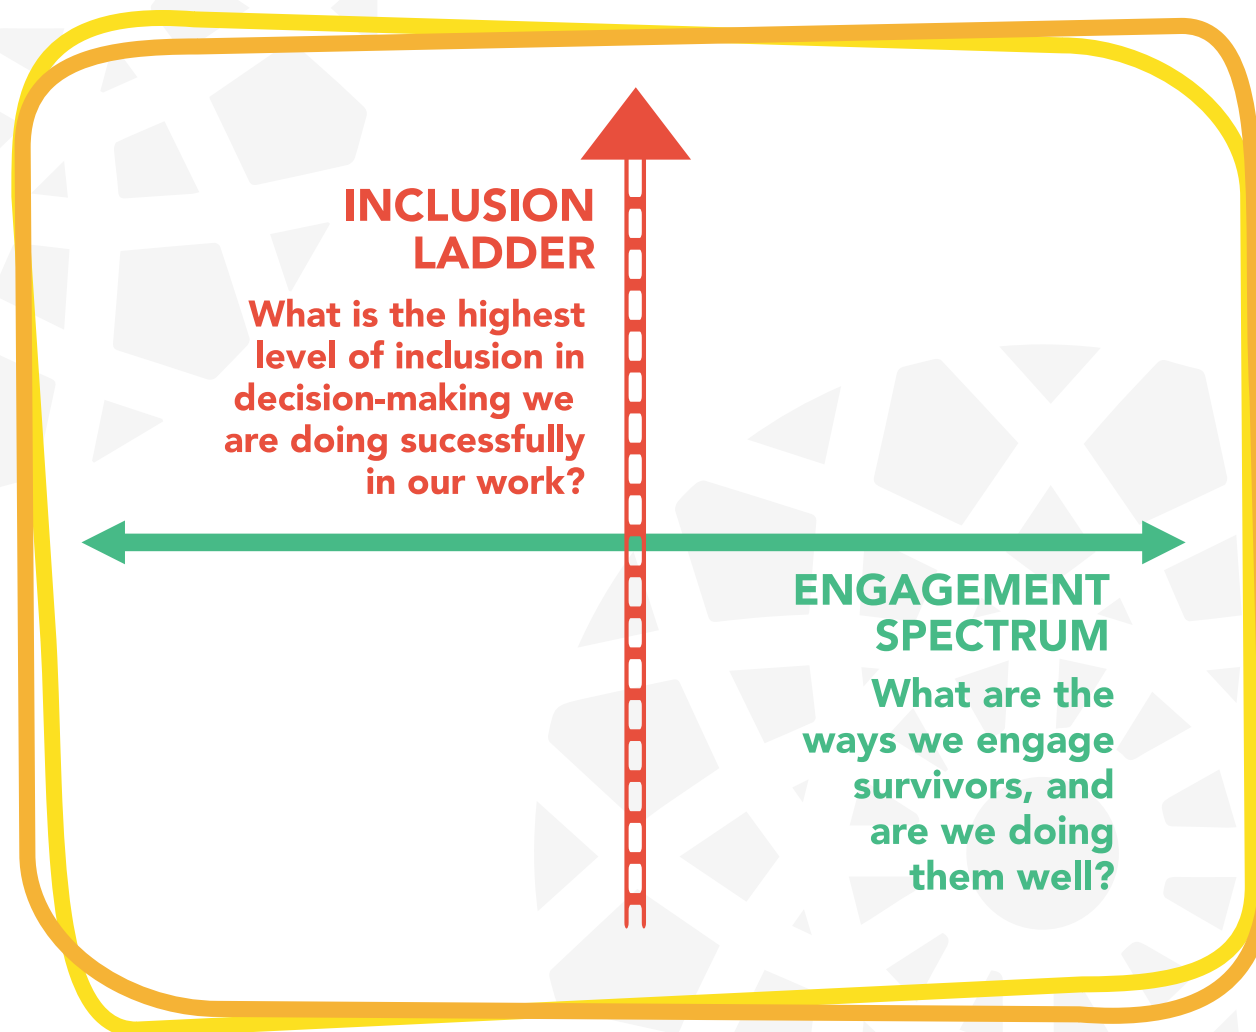 INCLUSION
LADDER
What is the highest
level of inclusion in
decision-making we
are doing sucessfully
in our work?
ENGAGEMENT
SPECTRUM
What are the
ways we engage
survivors, and
are we doing
them well?